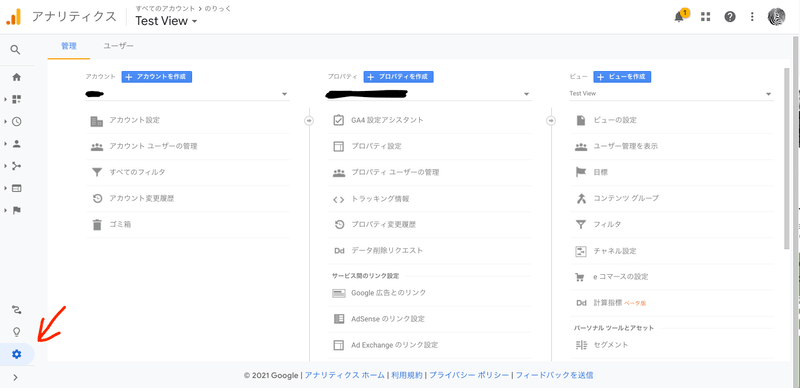 アナリティクス
すべてのアカウント > のりっく
Test View
1
管理
ユーザー
アカウント
+ アカウントを作成
アカウント設定
アカウント ユーザーの管理
すべてのフィルタ
アカウント変更履歴
ゴミ箱
プロパティ
+ プロパティを作成
GA4 設定アシスタント
プロパティ設定
プロパティ ユーザーの管理
トラッキング情報
プロパティ変更履歴
Dd データ削除リクエスト
サービス間のリンク設定
Google 広告とのリンク
AdSense のリンク設定
Ad Exchange のリンク設定
ビュー
+ ビューを作成
Test View
ビューの設定
ユーザー管理を表示
目標
コンテンツ グループ
フィルタ
チャネル設定
e コマースの設定
Dd 計算指標 ベータ版
パーソナル ツールとアセット
セグメント
© 2021 Google | アナリティクス ホーム | 利用規約 | プライバシー ポリシー | フィードバックを送信